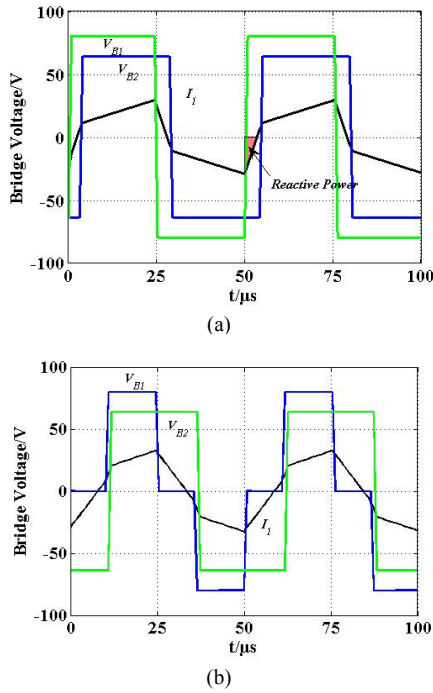 100
50
0
-50
-100
Bridge Voltage/V
V_B1
V_B2
I_1
Reactive Power
0
25
50
75
100
t/μs
(a)
100
50
0
-50
-100
Bridge Voltage/V
V_B1
V_B2
I_1
0
25
50
75
100
t/μs
(b)